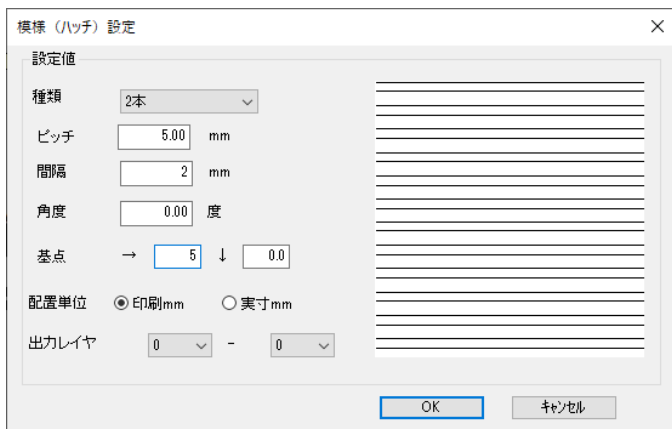 模様（ハッチ）設定
設定値
種類 2本
ピッチ 5.00 mm
間隔 2 mm
角度 0.00 度
基点 → 5 ↓ 0.0
配置単位 印刷mm 実寸mm
出力レイヤ 0 - 0
OK キャンセル